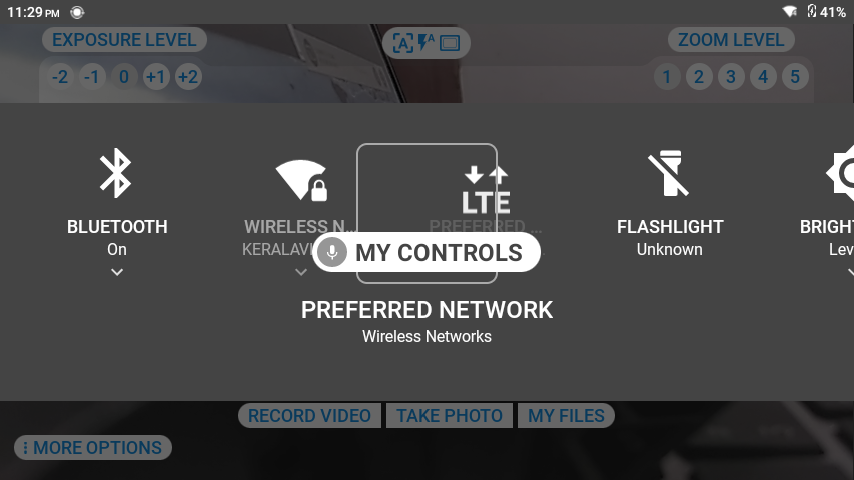 11:29 PM
41%
EXPOSURE LEVEL
A
A
ZOOM LEVEL
-2 -1 0 +1 +2
1 2 3 4 5
LTE
BLUETOOTH
WIRELESS N...
PREFERRED ...
FLASHLIGHT
BRIGH
On
KERALAVI
Unknown
Lev
MY CONTROLS
PREFERRED NETWORK
Wireless Networks
RECORD VIDEO
TAKE PHOTO
MY FILES
MORE OPTIONS